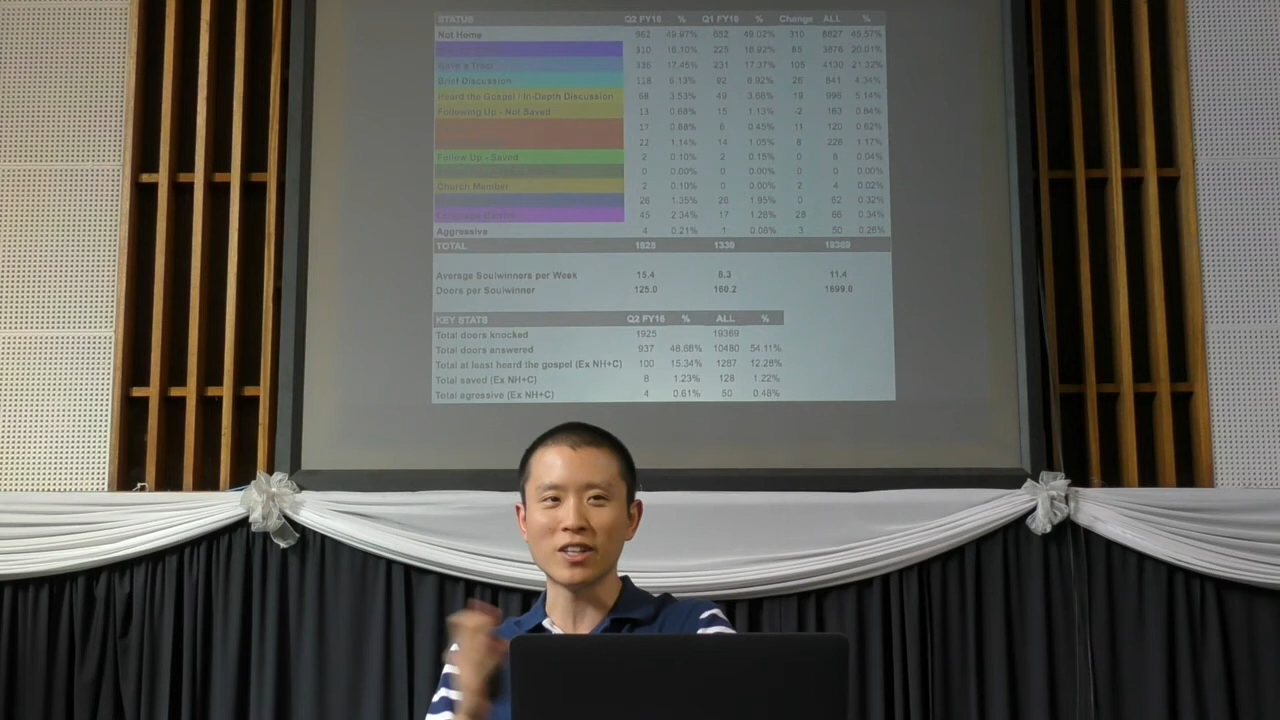 STATUS Q2 FY16 % Q1 FY16 % Change ALL %
Not Home 962 49.97% 652 49.02% 310 8827 45.57%
310 16.10% 225 16.92% 85 3876 20.01%
336 17.45% 231 17.37% 105 4130 21.32%
Brief Discussion 118 6.13% 92 6.92% 26 841 4.34%
Heard the Gospel / In-Depth Discussion 68 3.53% 49 3.68% 19 996 5.14%
Following Up - Not Saved 13 0.68% 15 1.13% -2 163 0.84%
17 0.88% 6 0.45% 11 120 0.62%
22 1.14% 14 1.05% 8 226 1.17%
Follow Up - Saved 2 0.10% 2 0.15% 0 8 0.04%
0 0.00% 0 0.00% 0 0 0.00%
Church Member 2 0.10% 0 0.00% 2 4 0.02%
26 1.35% 26 1.95% 0 62 0.32%
45 2.34% 17 1.28% 28 66 0.34%
Aggressive 4 0.21% 1 0.08% 3 50 0.26%
TOTAL 1925 1330 19369
Average Soulwinners per Week 15.4 8.3 11.4
Doors per Soulwinner 125.0 160.2 1699.0
KEY STATS Q2 FY16 % ALL %
Total doors knocked 1925 19369
Total doors answered 937 48.68% 10480 54.11%
Total at least heard the gospel (Ex NH+C) 100 15.34% 1287 12.28%
Total saved (Ex NH+C) 8 1.23% 128 1.22%
Total agressive (Ex NH+C) 4 0.61% 50 0.48%